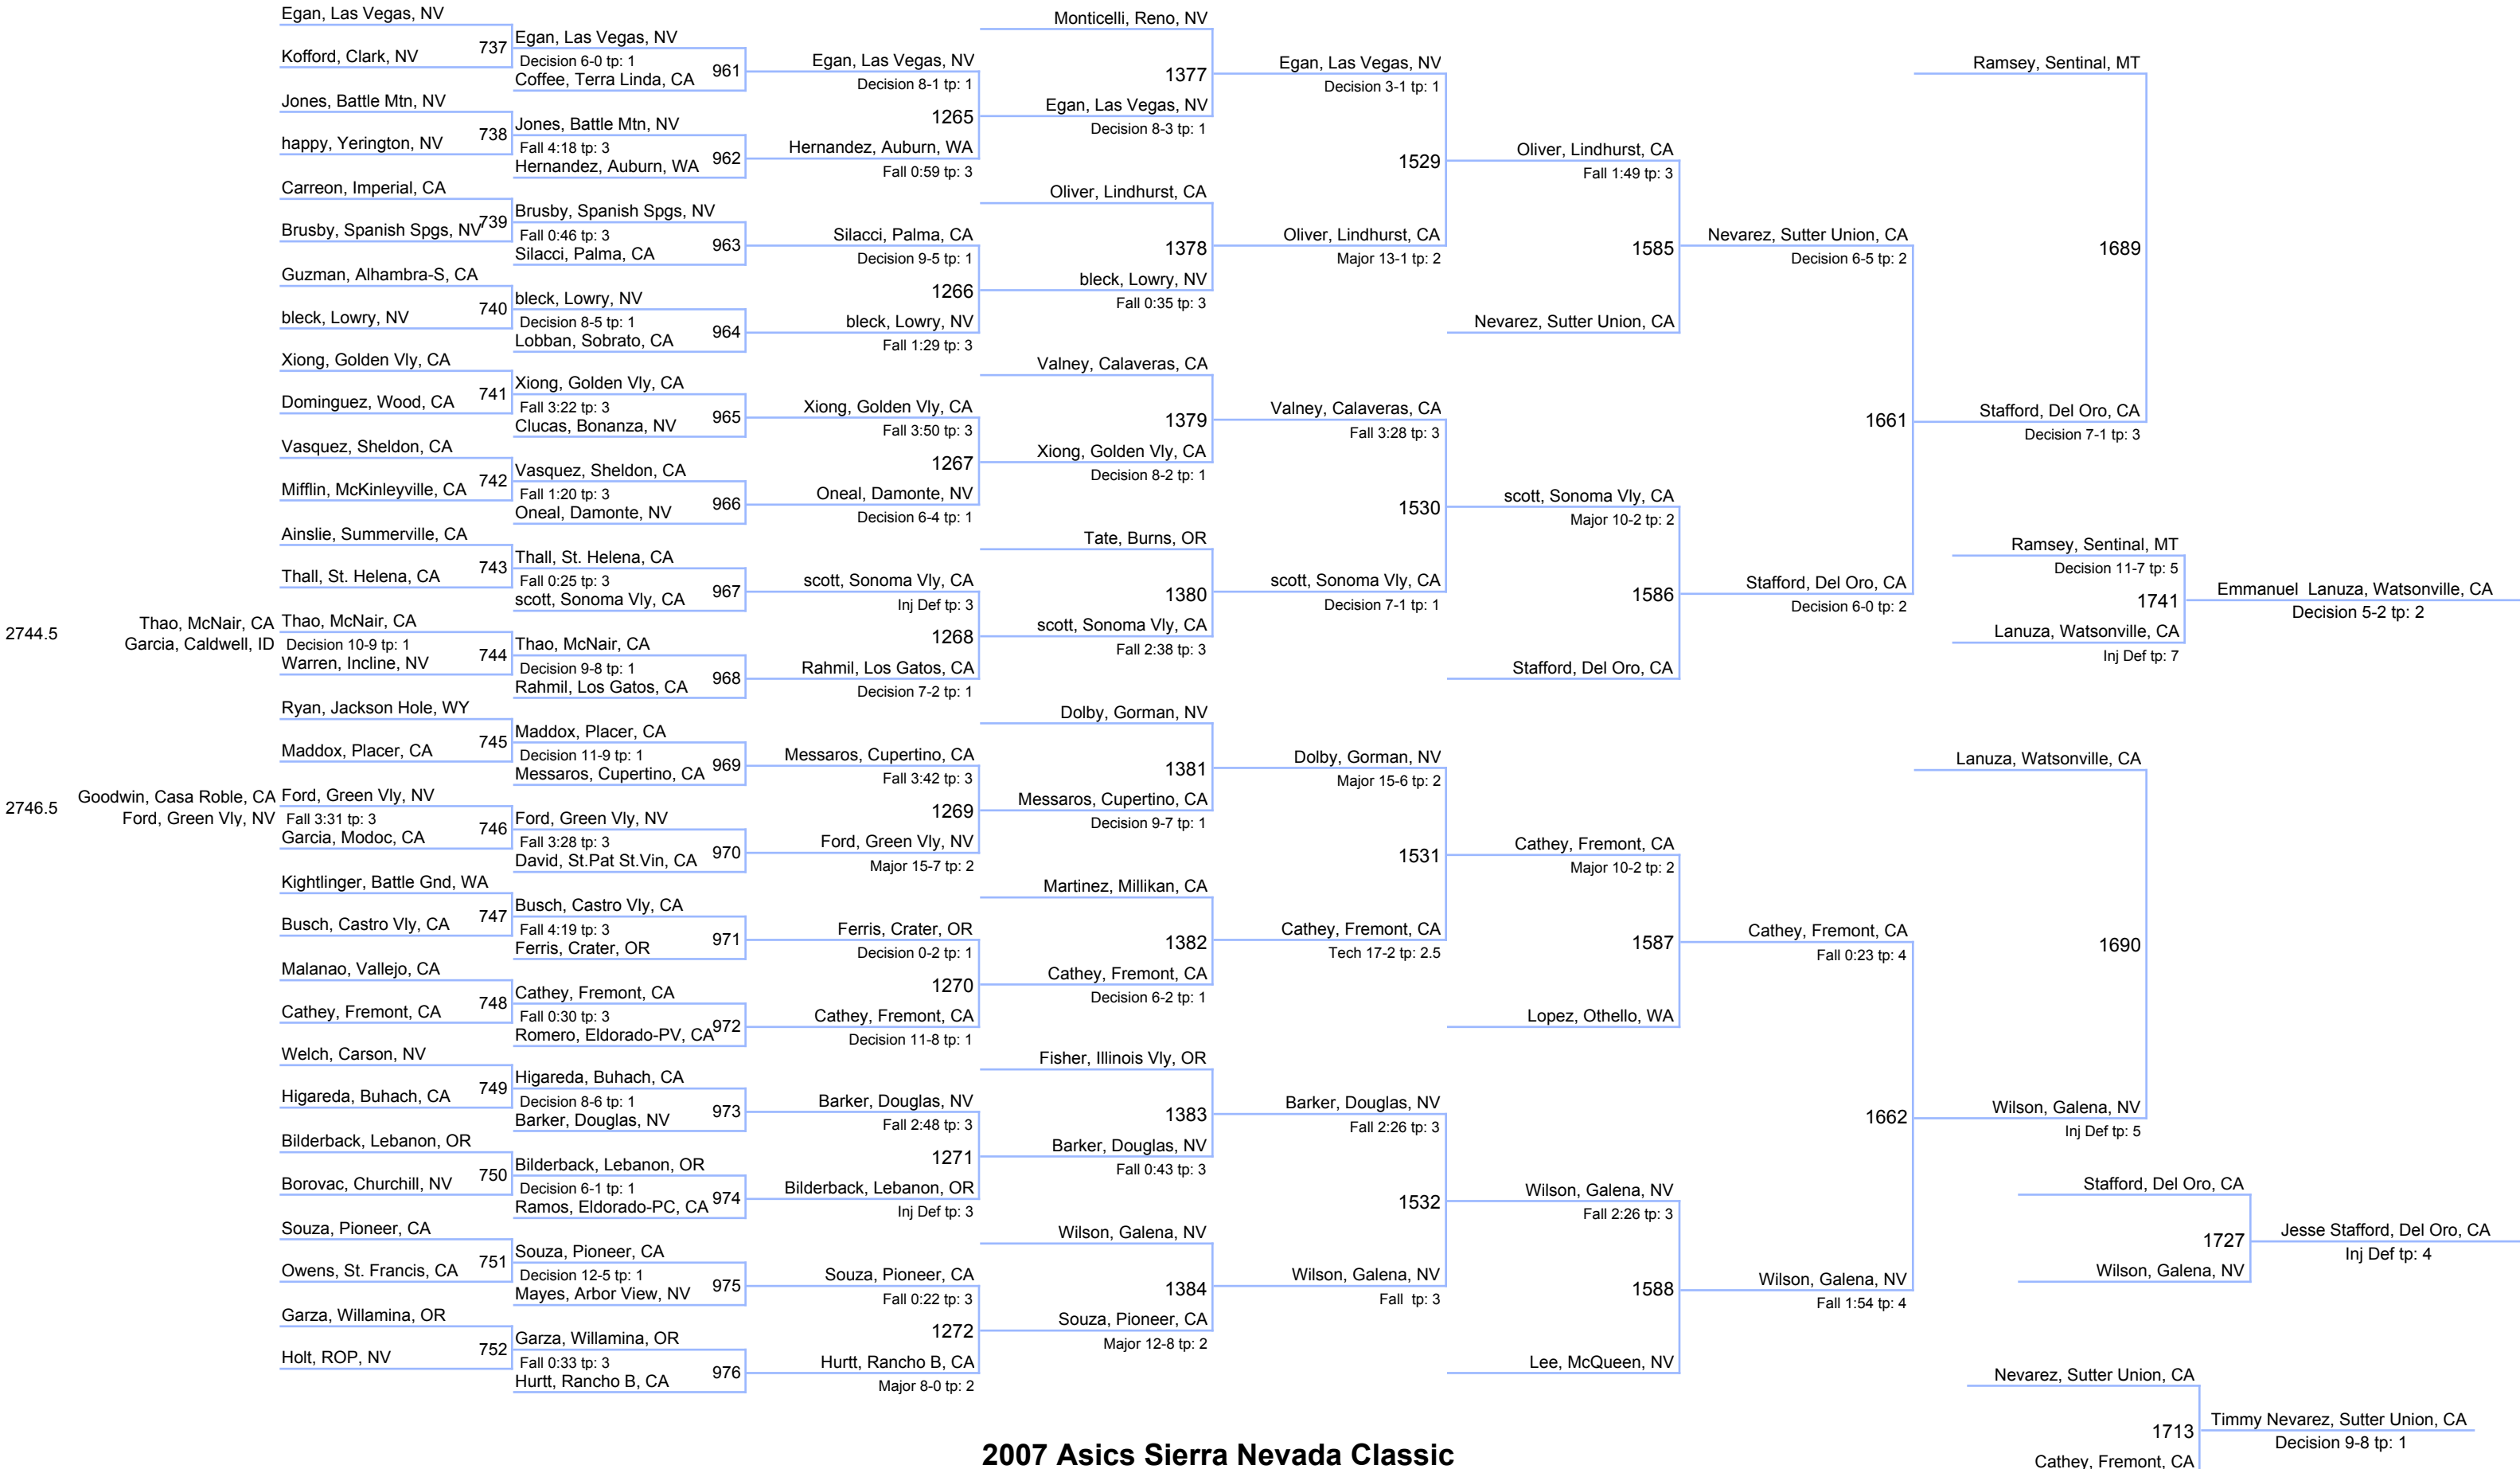 Egan, Las Vegas, NV
737
Kofford, Clark, NV
Jones, Battle Mtn, NV
738
happy, Yerington, NV
Carreon, Imperial, CA
739
Brusby, Spanish Spgs, NV
Guzman, Alhambra-S, CA
740
bleck, Lowry, NV
Xiong, Golden Vly, CA
741
Dominguez, Wood, CA
Vasquez, Sheldon, CA
742
Mifflin, McKinleyville, CA
Ainslie, Summerville, CA
743
Thall, St. Helena, CA
2744.5
Thao, McNair, CA
Garcia, Caldwell, ID
Thao, McNair, CA
Decision 10-9 tp: 1
744
Warren, Incline, NV
Ryan, Jackson Hole, WY
745
Maddox, Placer, CA
2746.5
Goodwin, Casa Roble, CA
Ford, Green Vly, NV
Ford, Green Vly, NV
Fall 3:31 tp: 3
746
Garcia, Modoc, CA
Kightlinger, Battle Gnd, WA
747
Busch, Castro Vly, CA
Malanao, Vallejo, CA
748
Cathey, Fremont, CA
Welch, Carson, NV
749
Higareda, Buhach, CA
Bilderback, Lebanon, OR
750
Borovac, Churchill, NV
Souza, Pioneer, CA
751
Owens, St. Francis, CA
Garza, Willamina, OR
752
Holt, ROP, NV
Egan, Las Vegas, NV
Decision 6-0 tp: 1
961
Coffee, Terra Linda, CA
Jones, Battle Mtn, NV
Fall 4:18 tp: 3
962
Hernandez, Auburn, WA
Brusby, Spanish Spgs, NV
Fall 0:46 tp: 3
963
Silacci, Palma, CA
bleck, Lowry, NV
Decision 8-5 tp: 1
964
Lobban, Sobrato, CA
Xiong, Golden Vly, CA
Fall 3:22 tp: 3
965
Clucas, Bonanza, NV
Vasquez, Sheldon, CA
Fall 1:20 tp: 3
966
Oneal, Damonte, NV
Thall, St. Helena, CA
Fall 0:25 tp: 3
967
scott, Sonoma Vly, CA
Thao, McNair, CA
Decision 9-8 tp: 1
968
Rahmil, Los Gatos, CA
Maddox, Placer, CA
Decision 11-9 tp: 1
969
Messaros, Cupertino, CA
Ford, Green Vly, NV
Fall 3:28 tp: 3
970
David, St.Pat St.Vin, CA
Busch, Castro Vly, CA
Fall 4:19 tp: 3
971
Ferris, Crater, OR
Cathey, Fremont, CA
Fall 0:30 tp: 3
972
Romero, Eldorado-PV, CA
Higareda, Buhach, CA
Decision 8-6 tp: 1
973
Barker, Douglas, NV
Bilderback, Lebanon, OR
Decision 6-1 tp: 1
974
Ramos, Eldorado-PC, CA
Souza, Pioneer, CA
Decision 12-5 tp: 1
975
Mayes, Arbor View, NV
Garza, Willamina, OR
Fall 0:33 tp: 3
976
Hurtt, Rancho B, CA
Egan, Las Vegas, NV
Decision 8-1 tp: 1
1265
Hernandez, Auburn, WA
Fall 0:59 tp: 3
Silacci, Palma, CA
Decision 9-5 tp: 1
1266
bleck, Lowry, NV
Fall 1:29 tp: 3
Xiong, Golden Vly, CA
Fall 3:50 tp: 3
1267
Oneal, Damonte, NV
Decision 6-4 tp: 1
scott, Sonoma Vly, CA
Inj Def tp: 3
1268
Rahmil, Los Gatos, CA
Decision 7-2 tp: 1
Messaros, Cupertino, CA
Fall 3:42 tp: 3
1269
Ford, Green Vly, NV
Major 15-7 tp: 2
Ferris, Crater, OR
Decision 0-2 tp: 1
1270
Cathey, Fremont, CA
Decision 11-8 tp: 1
Barker, Douglas, NV
Fall 2:48 tp: 3
1271
Bilderback, Lebanon, OR
Inj Def tp: 3
Souza, Pioneer, CA
Fall 0:22 tp: 3
1272
Hurtt, Rancho B, CA
Major 8-0 tp: 2
Monticelli, Reno, NV
1377
Egan, Las Vegas, NV
Decision 8-3 tp: 1
Oliver, Lindhurst, CA
1378
bleck, Lowry, NV
Fall 0:35 tp: 3
Valney, Calaveras, CA
1379
Xiong, Golden Vly, CA
Decision 8-2 tp: 1
Tate, Burns, OR
1380
scott, Sonoma Vly, CA
Fall 2:38 tp: 3
Dolby, Gorman, NV
1381
Messaros, Cupertino, CA
Decision 9-7 tp: 1
Martinez, Millikan, CA
1382
Cathey, Fremont, CA
Decision 6-2 tp: 1
Fisher, Illinois Vly, OR
1383
Barker, Douglas, NV
Fall 0:43 tp: 3
Wilson, Galena, NV
1384
Souza, Pioneer, CA
Major 12-8 tp: 2
Egan, Las Vegas, NV
Decision 3-1 tp: 1
1529
Oliver, Lindhurst, CA
Major 13-1 tp: 2
Valney, Calaveras, CA
Fall 3:28 tp: 3
1530
scott, Sonoma Vly, CA
Decision 7-1 tp: 1
Dolby, Gorman, NV
Major 15-6 tp: 2
1531
Cathey, Fremont, CA
Tech 17-2 tp: 2.5
Barker, Douglas, NV
Fall 2:26 tp: 3
1532
Wilson, Galena, NV
Fall tp: 3
Oliver, Lindhurst, CA
Fall 1:49 tp: 3
1585
Nevarez, Sutter Union, CA
scott, Sonoma Vly, CA
Major 10-2 tp: 2
1586
Stafford, Del Oro, CA
Cathey, Fremont, CA
Major 10-2 tp: 2
1587
Lopez, Othello, WA
Wilson, Galena, NV
Fall 2:26 tp: 3
1588
Lee, McQueen, NV
Nevarez, Sutter Union, CA
Decision 6-5 tp: 2
1661
Stafford, Del Oro, CA
Decision 6-0 tp: 2
Cathey, Fremont, CA
Fall 0:23 tp: 4
1662
Wilson, Galena, NV
Fall 1:54 tp: 4
Ramsey, Sentinal, MT
1689
Stafford, Del Oro, CA
Decision 7-1 tp: 3
Ramsey, Sentinal, MT
Decision 11-7 tp: 5
1741
Lanuza, Watsonville, CA
Inj Def tp: 7
Emmanuel Lanuza, Watsonville, CA
Decision 5-2 tp: 2
Lanuza, Watsonville, CA
1690
Wilson, Galena, NV
Inj Def tp: 5
Stafford, Del Oro, CA
1727
Wilson, Galena, NV
Jesse Stafford, Del Oro, CA
Inj Def tp: 4
Nevarez, Sutter Union, CA
1713
Cathey, Fremont, CA
Timmy Nevarez, Sutter Union, CA
Decision 9-8 tp: 1
2007 Asics Sierra Nevada Classic